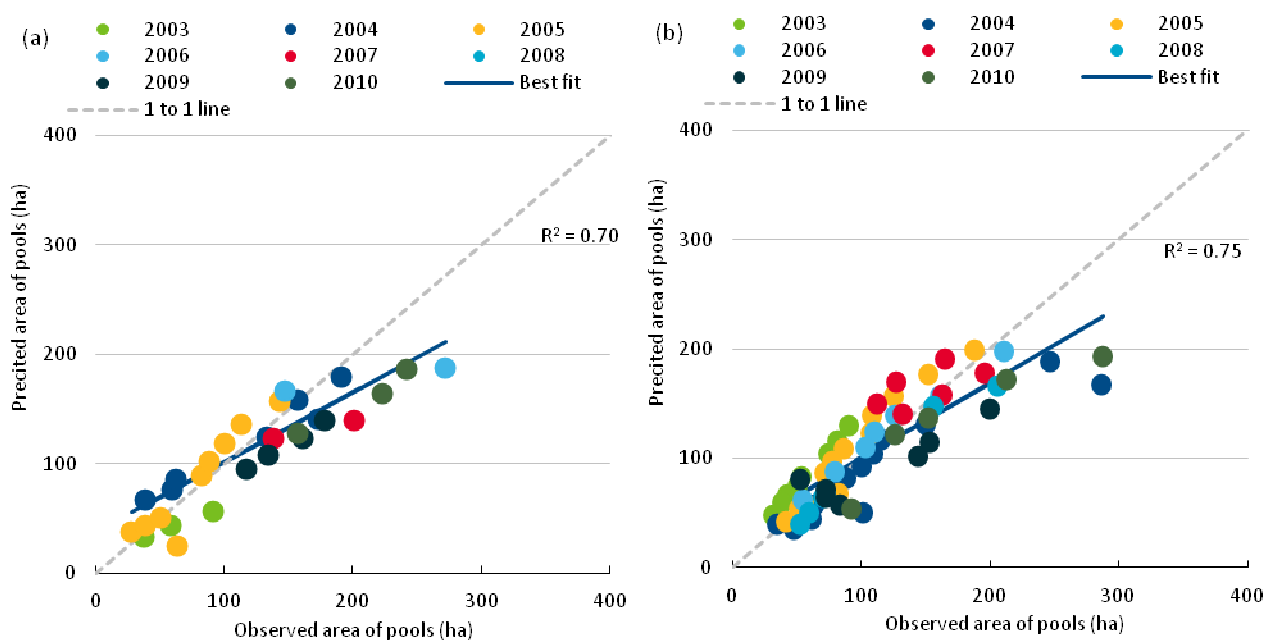 (a)
2003 2004 2005
2006 2007 2008
2009 2010 Best fit
1 to 1 line
400
300
200
100
0
0 100 200 300 400
Precited area of pools (ha)
Observed area of pools (ha)
R² = 0.70
(b)
2003 2004 2005
2006 2007 2008
2009 2010 Best fit
1 to 1 line
400
300
200
100
0
0 100 200 300 400
Precited area of pools (ha)
Observed area of pools (ha)
R² = 0.75